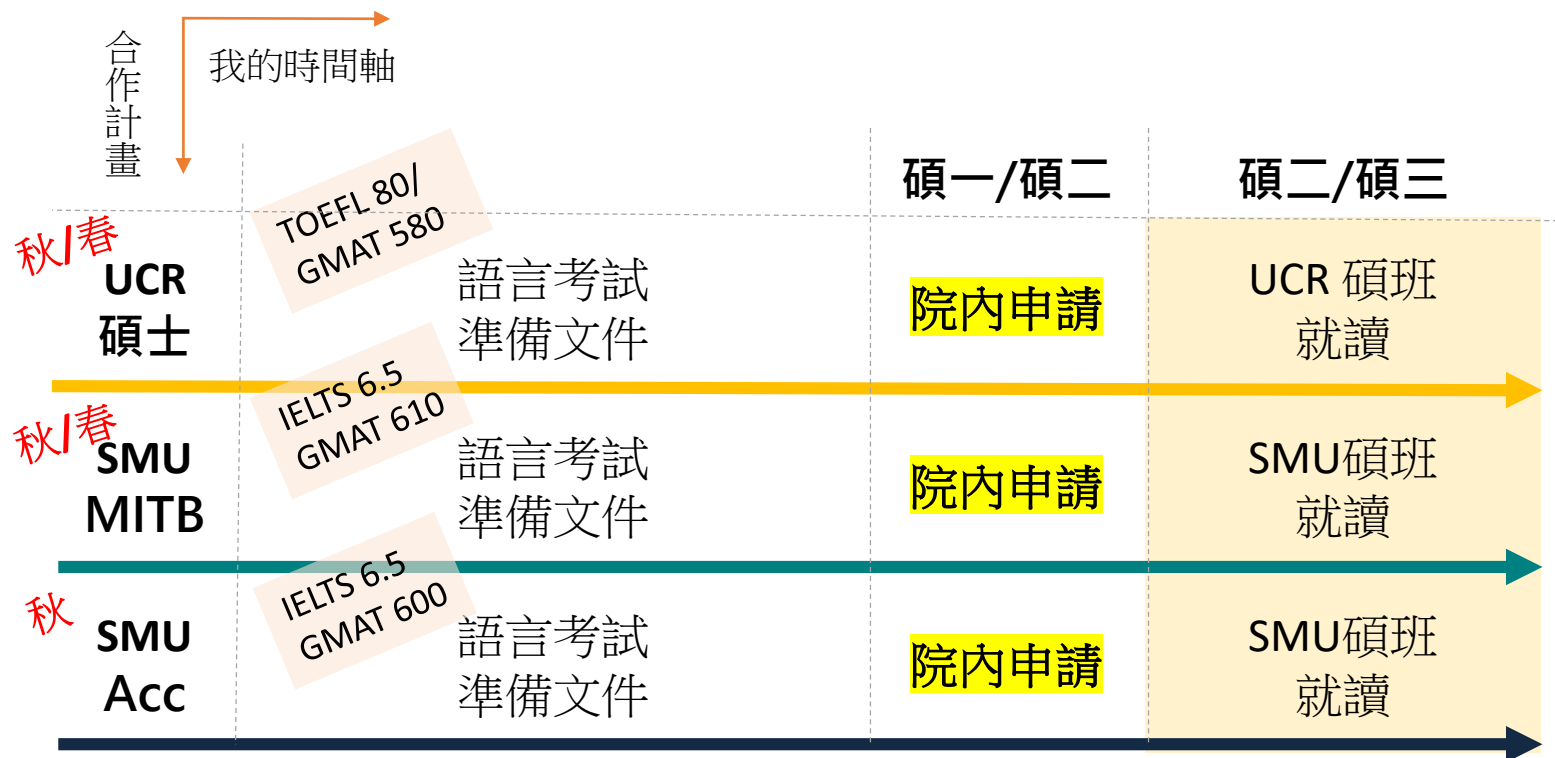 合作計畫
我的時間軸
碩一/碩二
碩二/碩三
秋/春
UCR
碩士
TOEFL 80/
GMAT 580
語言考試
準備文件
院內申請
UCR 碩班
就讀
秋/春
SMU
MITB
IELTS 6.5
GMAT 610
語言考試
準備文件
院內申請
SMU碩班
就讀
秋
SMU
Acc
IELTS 6.5
GMAT 600
語言考試
準備文件
院內申請
SMU碩班
就讀